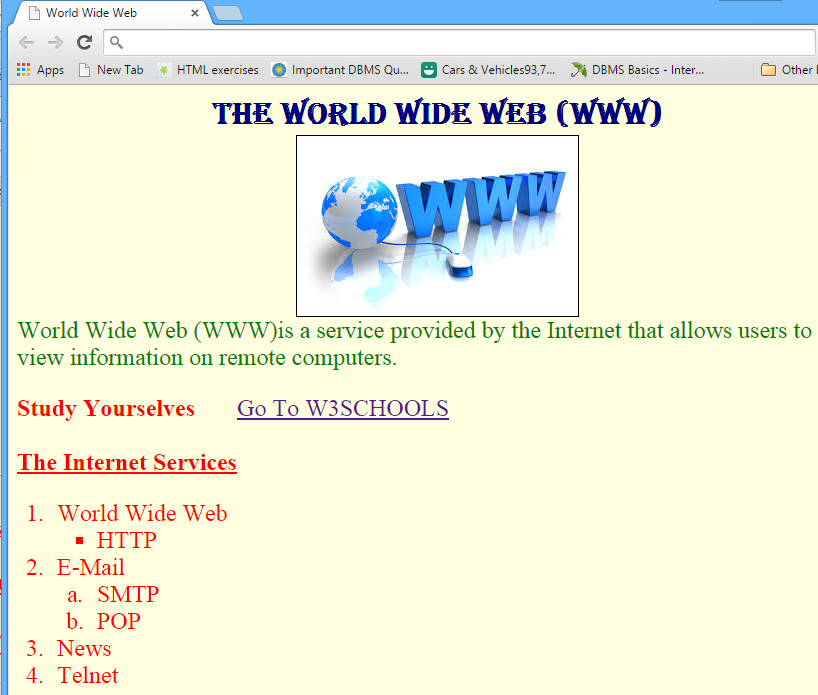 World Wide Web
Apps New Tab HTML exercises Important DBMS Qu... Cars & Vehicles93,7... DBMS Basics - Inter... Other
THE WORLD WIDE WEB (WWW)
WWW
World Wide Web (WWW)is a service provided by the Internet that allows users to
view information on remote computers.
Study Yourselves Go To W3SCHOOLS
The Internet Services
1. World Wide Web
▪ HTTP
2. E-Mail
a. SMTP
b. POP
3. News
4. Telnet